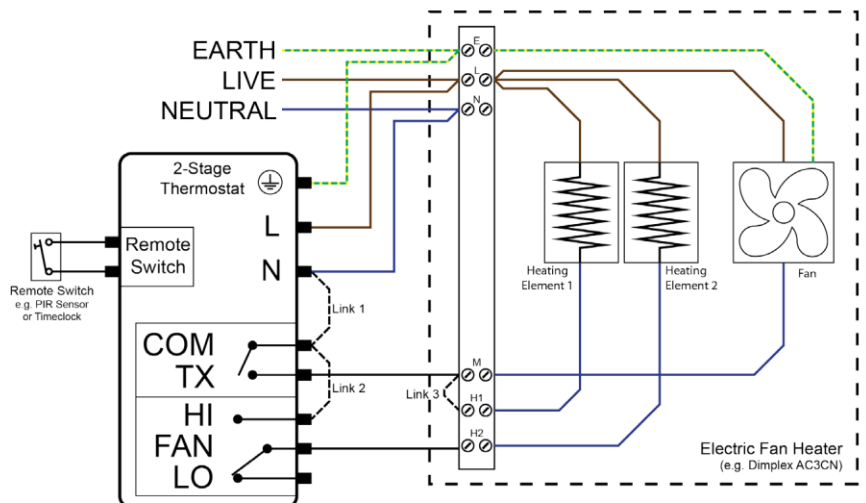 EARTH
LIVE
NEUTRAL
E
L
N
2-Stage
Thermostat
L
N
Remote
Switch
Remote Switch
e.g. PIR Sensor
or Timeclock
Link 1
COM
TX
Link 2
HI
FAN
LO
Link 3
M
H1
H2
Heating
Element 1
Heating
Element 2
Fan
Electric Fan Heater
(e.g. Dimplex AC3CN)